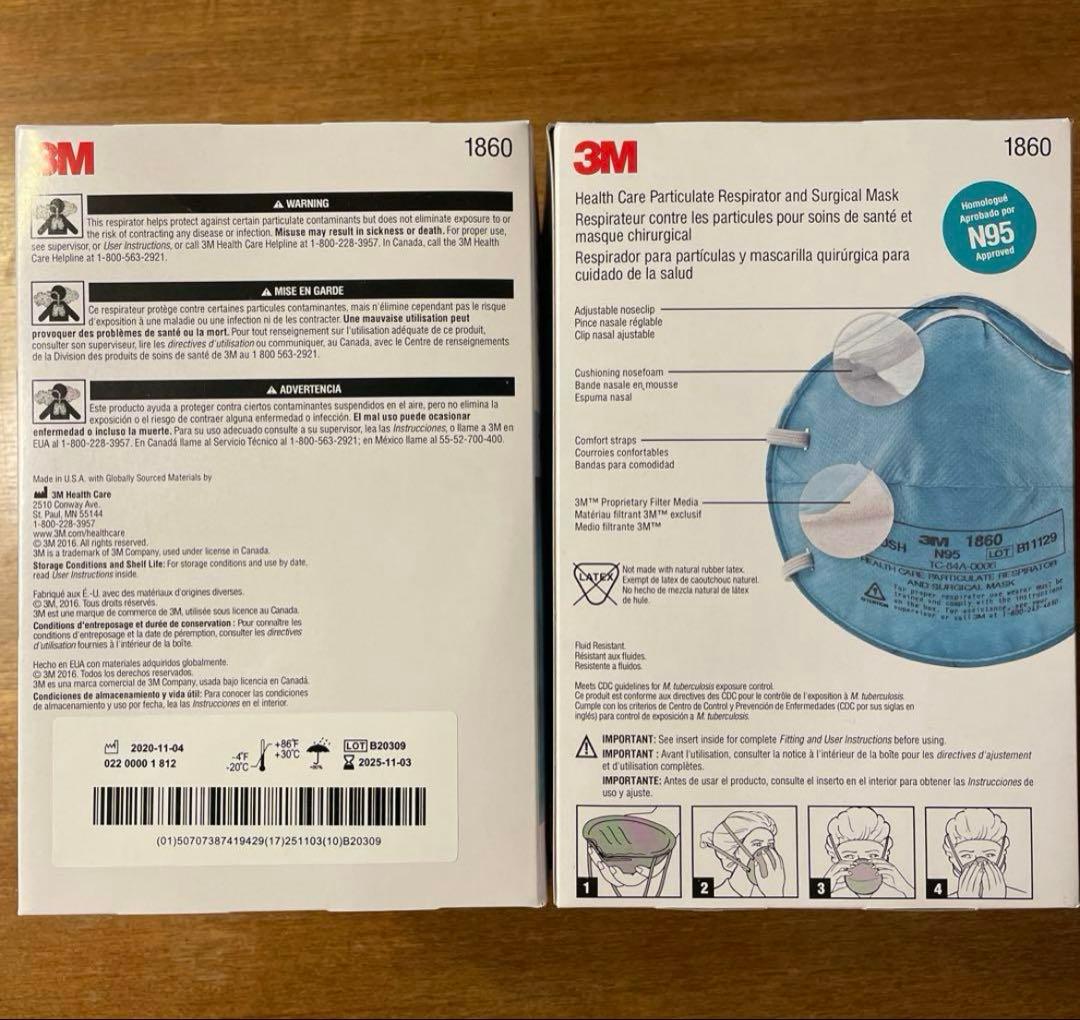 3M
1860
⚠ WARNING
This respirator helps protect against certain particulate contaminants but does not eliminate exposure to or
the risk of contracting any disease or infection. Misuse may result in sickness or death. For proper use,
see supervisor, or User Instructions, or call 3M Health Care Helpline at 1-800-228-3957. In Canada, call the 3M Health
Care Helpline at 1-800-563-2921.
⚠ MISE EN GARDE
Ce respirateur protège contre certaines particules contaminantes, mais n'élimine cependant pas le risque
d'exposition à une maladie ou une infection ni de les contracter. Une mauvaise utilisation peut
provoquer des problèmes de santé ou la mort. Pour tout renseignement sur l'utilisation adéquate de ce produit,
consulter son superviseur, lire les directives d'utilisation ou communiquer, au Canada, avec le Centre de renseignements
de la Division des produits de soins de santé de 3M au 1 800 563-2921.
⚠ ADVERTENCIA
Este producto ayuda a proteger contra ciertos contaminantes suspendidos en el aire, pero no elimina la
exposición o el riesgo de contraer alguna enfermedad o infección. El mal uso puede ocasionar
enfermedad o incluso la muerte. Para su uso adecuado consulte a su supervisor, lea las Instrucciones, o llame a 3M en
EUA al 1-800-228-3957. En Canadá llame al Servicio Técnico al 1-800-563-2921; en México llame al 55-52-700-400.
Made in U.S.A. with Globally Sourced Materials by
3M Health Care
2510 Conway Ave.
St. Paul, MN 55144
1-800-228-3957
www.3M.com/healthcare
© 3M 2016. All rights reserved.
3M is a trademark of 3M Company, used under license in Canada.
Storage Conditions and Shelf Life: For storage conditions and use by date,
read User Instructions inside.
Fabriqué aux É.-U. avec des matériaux d'origines diverses.
© 3M, 2016. Tous droits réservés.
3M est une marque de commerce de 3M, utilisée sous licence au Canada.
Conditions d'entreposage et durée de conservation : Pour connaître les
conditions d'entreposage et la date de péremption, consulter les directives
d'utilisation fournies à l'intérieur de la boîte.
Hecho en EUA con materiales adquiridos globalmente.
© 3M 2016. Todos los derechos reservados.
3M es una marca comercial de 3M Company, usada bajo licencia en Canadá.
Condiciones de almacenamiento y vida útil: Para conocer las condiciones
de almacenamiento y uso por fecha, lea las Instrucciones en el interior.
2020-11-04
022 0000 1 812
-4°F
-20°C
+86°F
+30°C
LOT B20309
2025-11-03
(01)50707387419429(17)251103(10)B20309
3M
1860
Health Care Particulate Respirator and Surgical Mask
Respirateur contre les particules pour soins de santé et
masque chirurgical
Respirador para partículas y mascarilla quirúrgica para
cuidado de la salud
Homologué
Aprobado por
N95
Approved
Adjustable noseclip
Pince nasale réglable
Clip nasal ajustable
Cushioning nosefoam
Bande nasale en mousse
Espuma nasal
Comfort straps
Courroies confortables
Bandas para comodidad
3M™ Proprietary Filter Media
Matériau filtrant 3M™ exclusif
Medio filtrante 3M™
3M 1860
N95 LOT B11129
TC-84A-0006
HEALTH CARE PARTICULATE RESPIRATOR
AND SURGICAL MASK
LATEX
Not made with natural rubber latex.
Exempt de latex de caoutchouc naturel.
No hecho de mezcla natural de látex
de hule.
Fluid Resistant.
Résistant aux fluides.
Resistente a fluidos.
Meets CDC guidelines for M. tuberculosis exposure control.
Ce produit est conforme aux directives des CDC pour le contrôle de l'exposition à M. tuberculosis.
Cumple con los criterios de Centro de Control y Prevención de Enfermedades (CDC por sus siglas en
inglés) para control de exposición a M. tuberculosis.
IMPORTANT: See insert inside for complete Fitting and User Instructions before using.
IMPORTANT : Avant l'utilisation, consulter la notice à l'intérieur de la boîte pour les directives d'ajustement
et d'utilisation complètes.
IMPORTANTE: Antes de usar el producto, consulte el inserto en el interior para obtener las Instrucciones de
uso y ajuste.
1
2
3
4